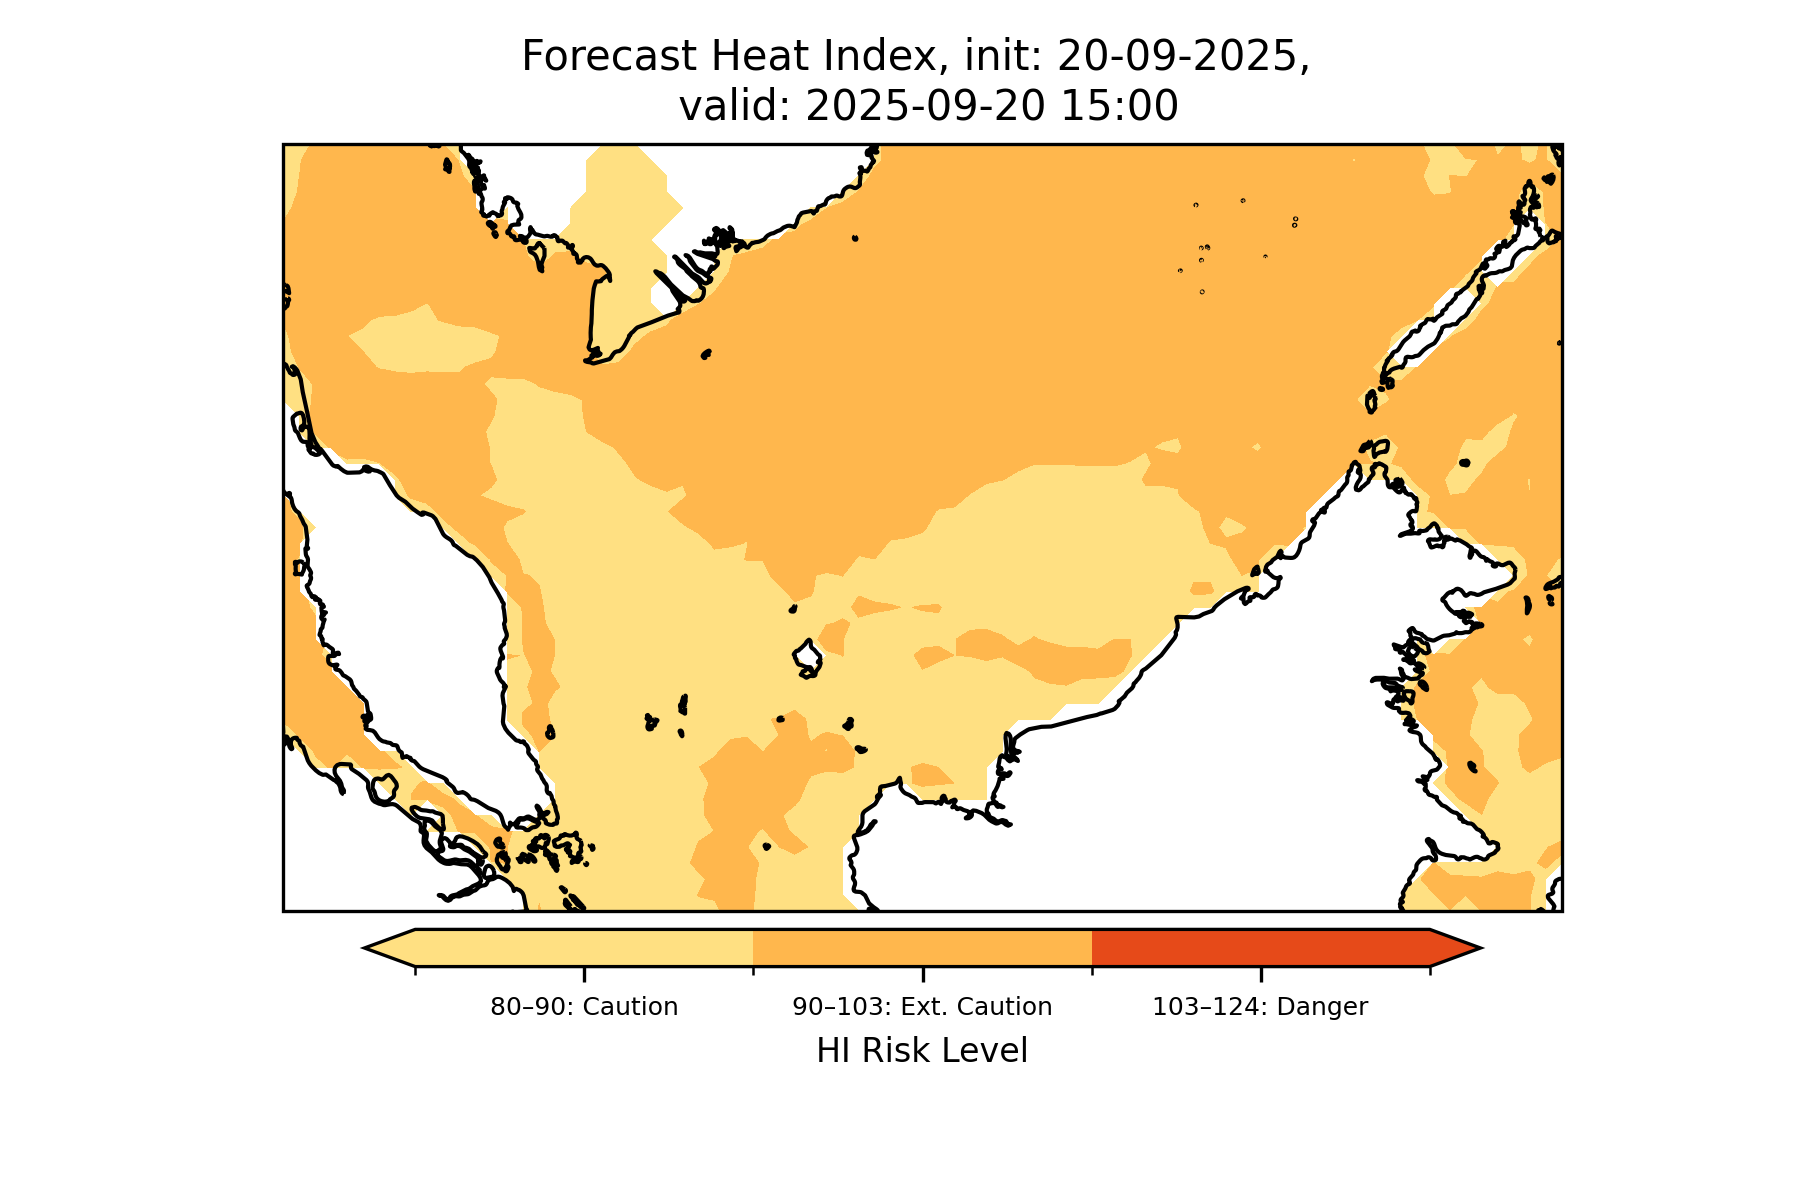 Forecast Heat Index, init: 20-09-2025,
valid: 2025-09-20 15:00
80–90: Caution
90–103: Ext. Caution
103–124: Danger
HI Risk Level